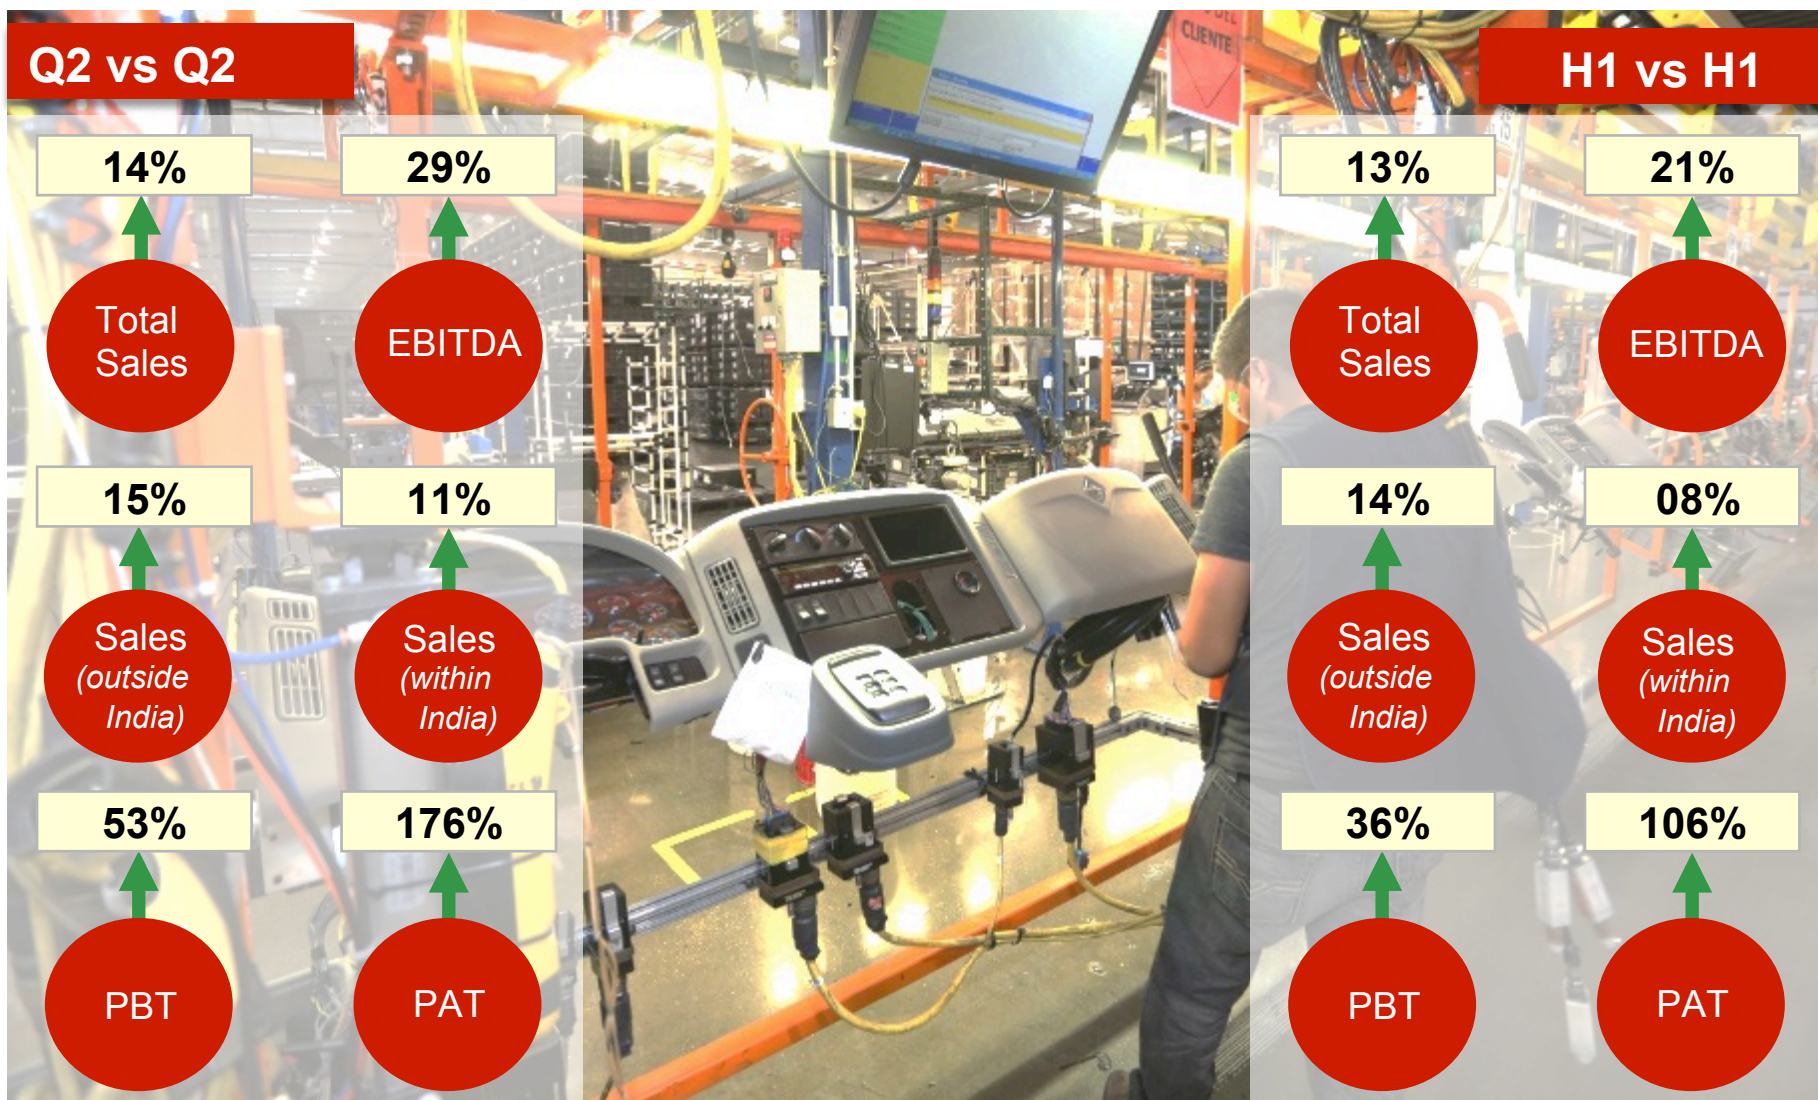 Q2 vs Q2
14%
29%
Total
Sales
EBITDA
15%
11%
Sales
(outside
India)
Sales
(within
India)
53%
176%
PBT
PAT
CLIENTE
H1 vs H1
13%
21%
Total
Sales
EBITDA
14%
08%
Sales
(outside
India)
Sales
(within
India)
36%
106%
PBT
PAT